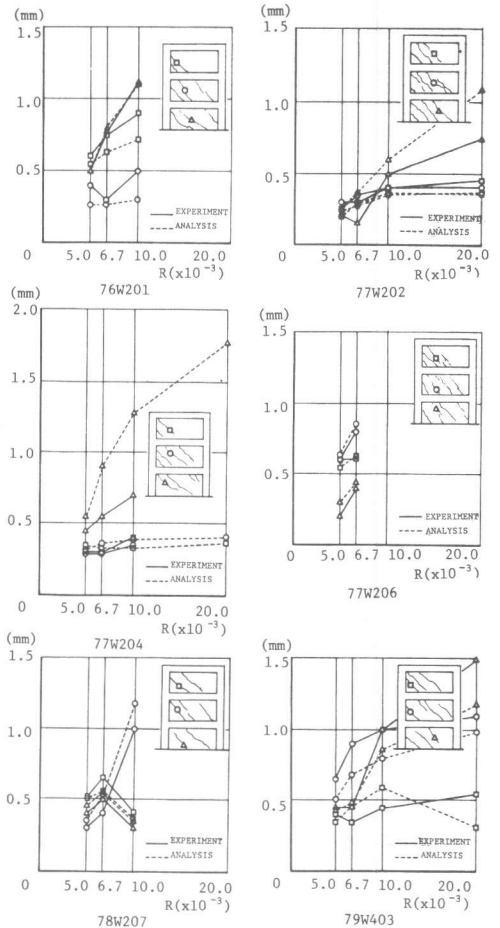 (mm)
1.5
1.0
0.5
0
EXPERIMENT
ANALYSIS
5.0 6.7 10.0
R(x10⁻³)
76W201
(mm)
1.5
1.0
0.5
0
EXPERIMENT
ANALYSIS
5.0 6.7 10.0 20.0
R(x10⁻³)
77W202
(mm)
2.0
1.5
1.0
0.5
0
EXPERIMENT
ANALYSIS
5.0 6.7 10.0 20.0
R(x10⁻³)
77W204
(mm)
1.5
1.0
0.5
0
EXPERIMENT
ANALYSIS
5.0 6.7 10.0 20.0
R(x10⁻³)
77W206
(mm)
1.5
1.0
0.5
0
EXPERIMENT
ANALYSIS
5.0 6.7 10.0 20.0
R(x10⁻³)
78W207
(mm)
1.5
1.0
0.5
0
EXPERIMENT
ANALYSIS
5.0 6.7 10.0 20.0
R(x10⁻³)
79W403